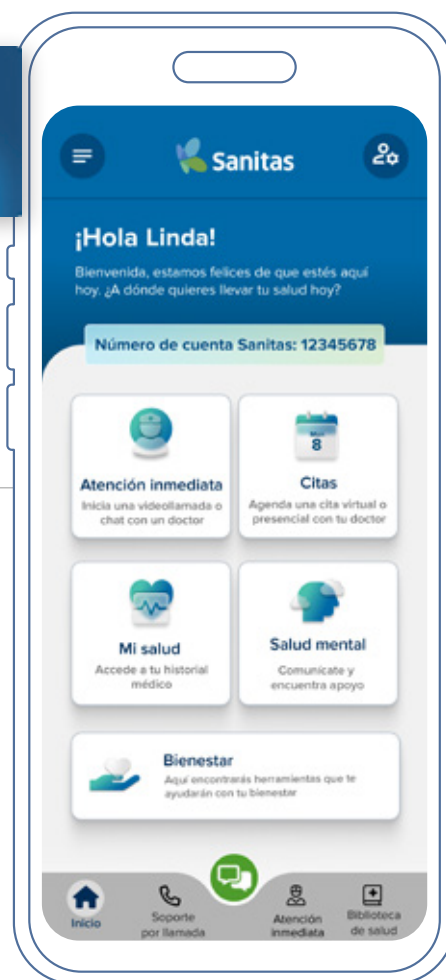 Sanitas
¡Hola Linda!
Bienvenida, estamos felices de que estés aquí
hoy. ¿A dónde quieres llevar tu salud hoy?
Número de cuenta Sanitas: 12345678
8
Atención inmediata
Inicia una videollamada o
chat con un doctor
Citas
Agenda una cita virtual o
presencial con tu doctor
Mi salud
Accede a tu historial
médico
Salud mental
Comunícate y
encuentra apoyo
Bienestar
Aquí encontrarás herramientas que te
ayudarán con tu bienestar
Inicio
Soporte
por llamada
Atención
inmediata
Biblioteca
de salud